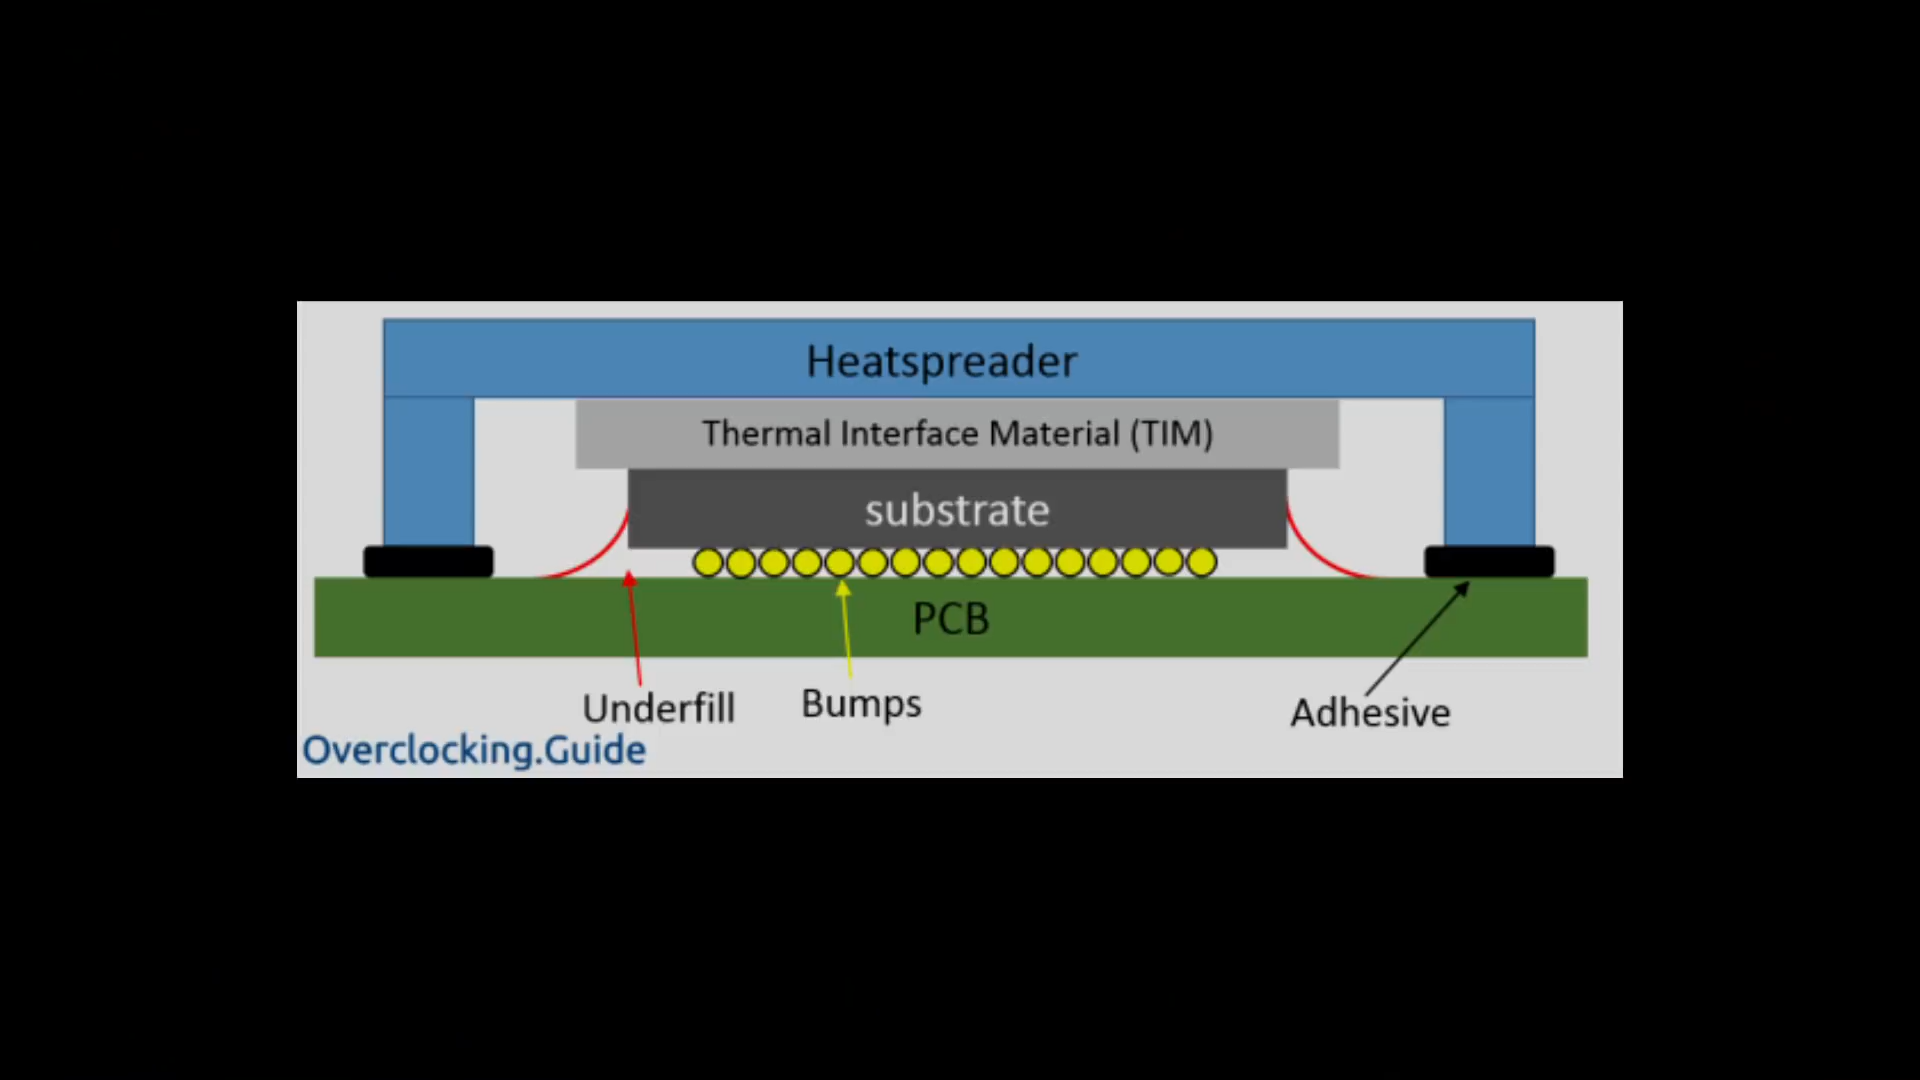 Heatspreader
Thermal Interface Material (TIM)
substrate
PCB
Underfill
Bumps
Adhesive
Overclocking.Guide